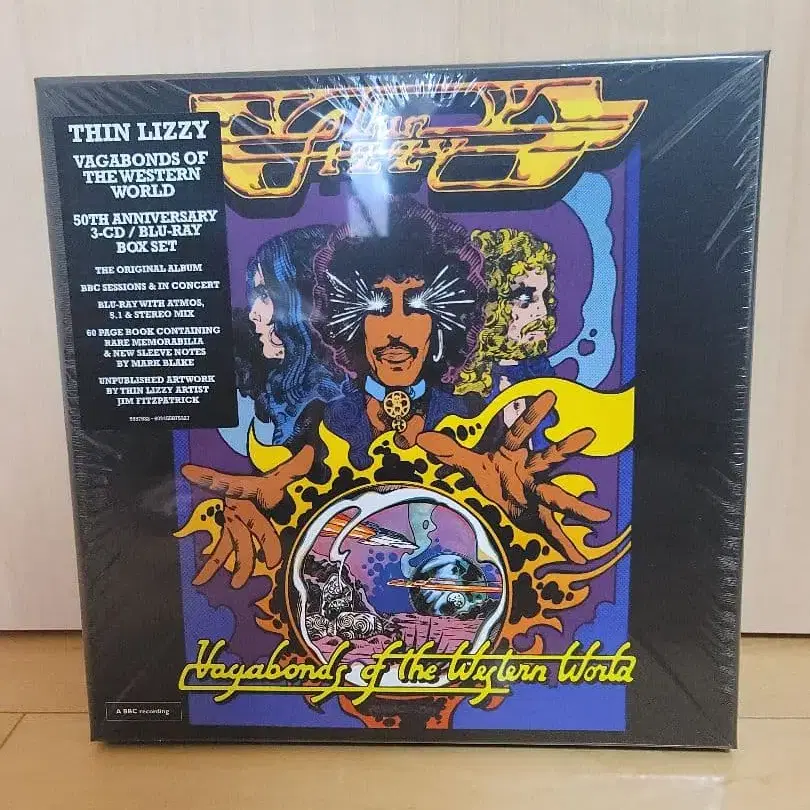 THIN LIZZY
VAGABONDS OF
THE WESTERN
WORLD
50TH ANNIVERSARY
3-CD / BLU-RAY
BOX SET
THE ORIGINAL ALBUM
BBC SESSIONS & IN CONCERT
BLU-RAY WITH ATMOS,
5.1 & STEREO MIX
60 PAGE BOOK CONTAINING
RARE MEMORABILIA
& NEW SLEEVE NOTES
BY MARK BLAKE
UNPUBLISHED ARTWORK
BY THIN LIZZY ARTIST
JIM FITZPATRICK
Thin
Lizzy
Vagabonds of the Western World
A BBC recording